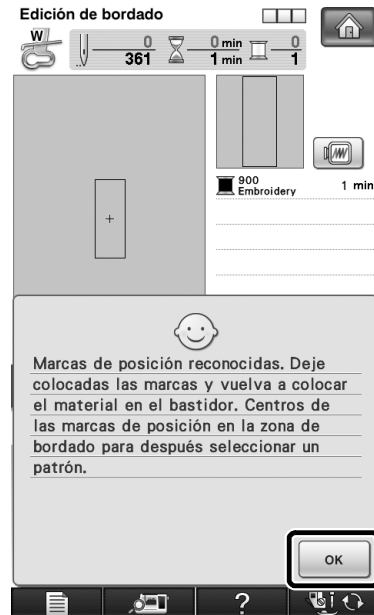 Edición de bordado
W
0
361
0 min
1 min
0
1
900
Embroidery
1 min
Marcas de posición reconocidas. Deje
colocadas las marcas y vuelva a colocar
el material en el bastidor. Centros de
las marcas de posición en la zona de
bordado para después seleccionar un
patrón.
OK
?